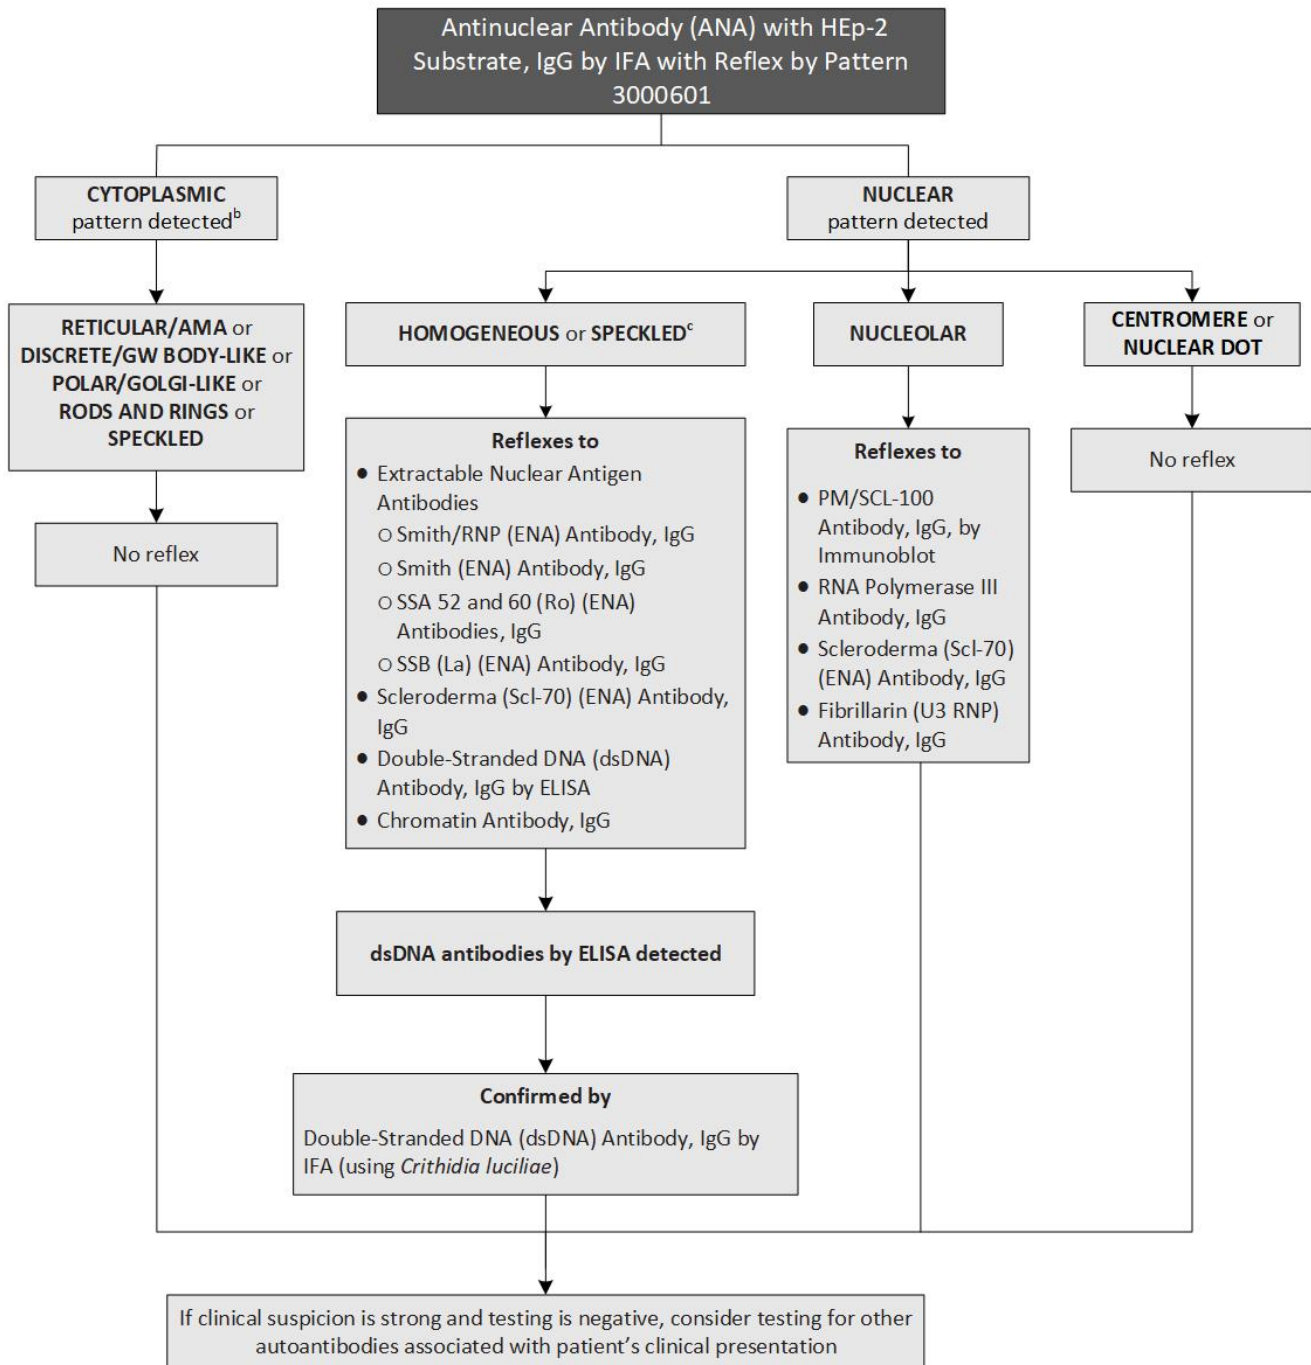 Antinuclear Antibody (ANA) with HEp-2
Substrate, IgG by IFA with Reflex by Pattern
3000601
CYTOPLASMIC
pattern detectedᵇ
NUCLEAR
pattern detected
RETICULAR/AMA or
DISCRETE/GW BODY-LIKE or
POLAR/GOLGI-LIKE or
RODS AND RINGS or
SPECKLED
No reflex
HOMOGENEOUS or SPECKLEDᶜ
Reflexes to
● Extractable Nuclear Antigen
Antibodies
○ Smith/RNP (ENA) Antibody, IgG
○ Smith (ENA) Antibody, IgG
○ SSA 52 and 60 (Ro) (ENA)
Antibodies, IgG
○ SSB (La) (ENA) Antibody, IgG
● Scleroderma (Scl-70) (ENA) Antibody,
IgG
● Double-Stranded DNA (dsDNA)
Antibody, IgG by ELISA
● Chromatin Antibody, IgG
dsDNA antibodies by ELISA detected
Confirmed by
Double-Stranded DNA (dsDNA) Antibody, IgG by
IFA (using Crithidia luciliae)
NUCLEOLAR
Reflexes to
● PM/SCL-100
Antibody, IgG, by
Immunoblot
● RNA Polymerase III
Antibody, IgG
● Scleroderma (Scl-70)
(ENA) Antibody, IgG
● Fibrillarin (U3 RNP)
Antibody, IgG
CENTROMERE or
NUCLEAR DOT
No reflex
If clinical suspicion is strong and testing is negative, consider testing for other
autoantibodies associated with patient’s clinical presentation